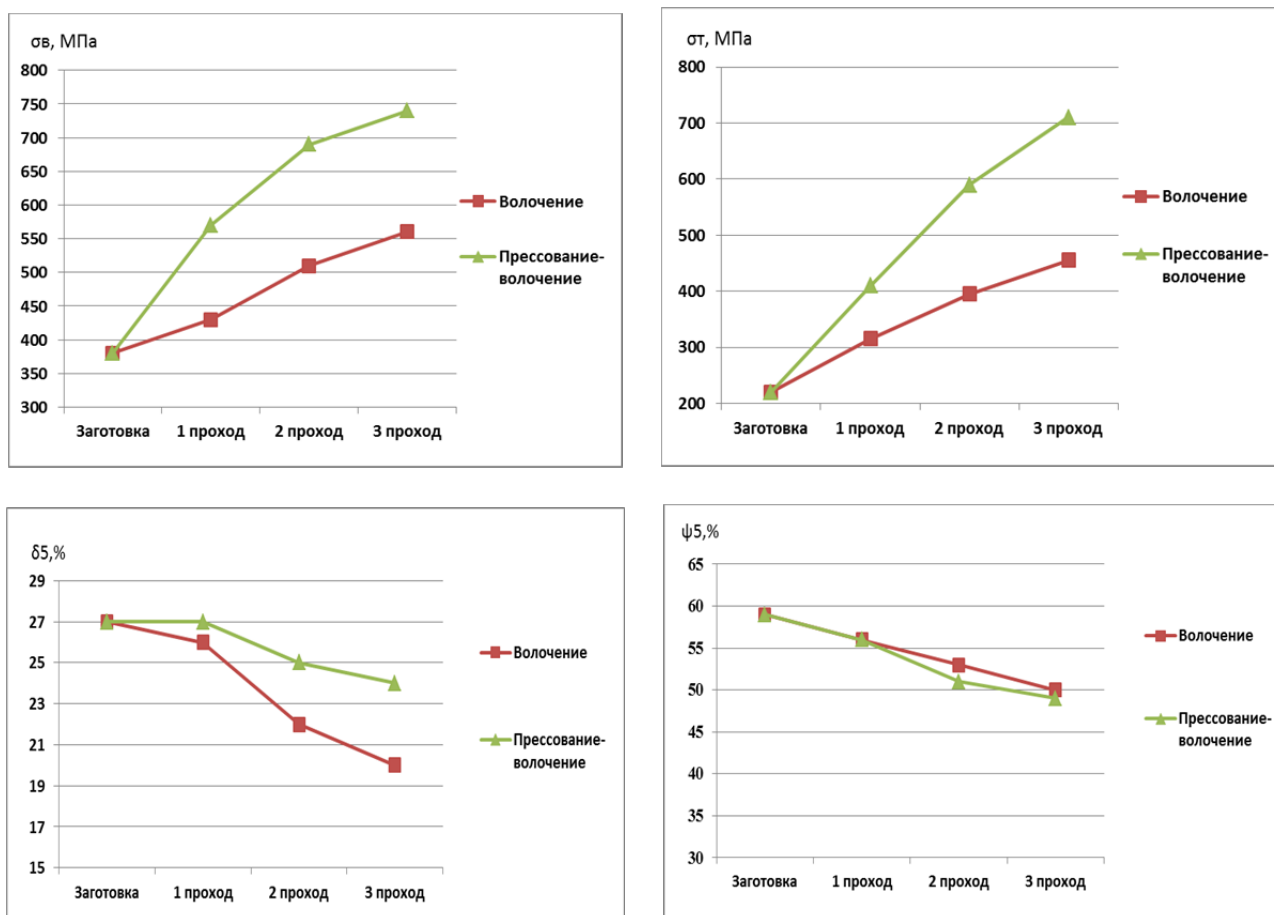 σв, МПа
800
750
700
650
600
550
500
450
400
350
300
Заготовка 1 проход 2 проход 3 проход
Волочение
Прессование-
волочение
σт, МПа
800
700
600
500
400
300
200
Заготовка 1 проход 2 проход 3 проход
Волочение
Прессование-
волочение
δ5,%
29
27
25
23
21
19
17
15
Заготовка 1 проход 2 проход 3 проход
Волочение
Прессование-
волочение
ψ5,%
65
60
55
50
45
40
35
30
Заготовка 1 проход 2 проход 3 проход
Волочение
Прессование-
волочение